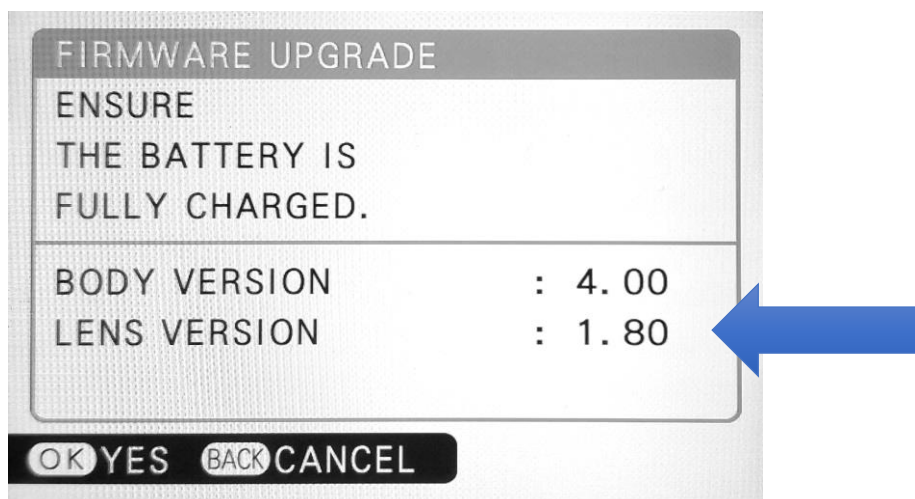 FIRMWARE UPGRADE
ENSURE
THE BATTERY IS
FULLY CHARGED.
BODY VERSION : 4.00
LENS VERSION : 1.80
OK YES BACK CANCEL